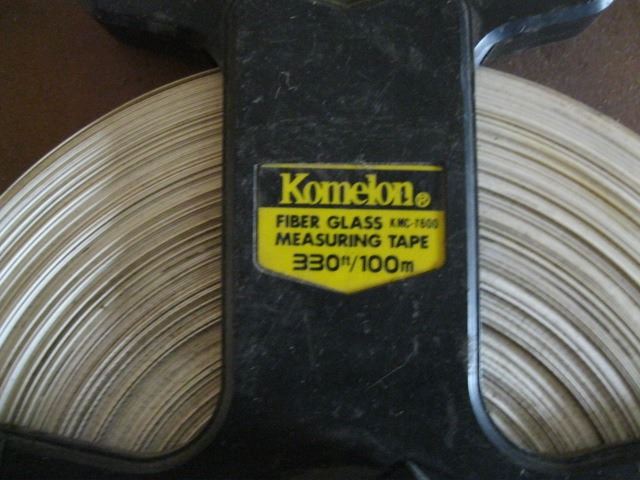 Komelon®
FIBER GLASS KMC-7600
MEASURING TAPE
330ft/100m